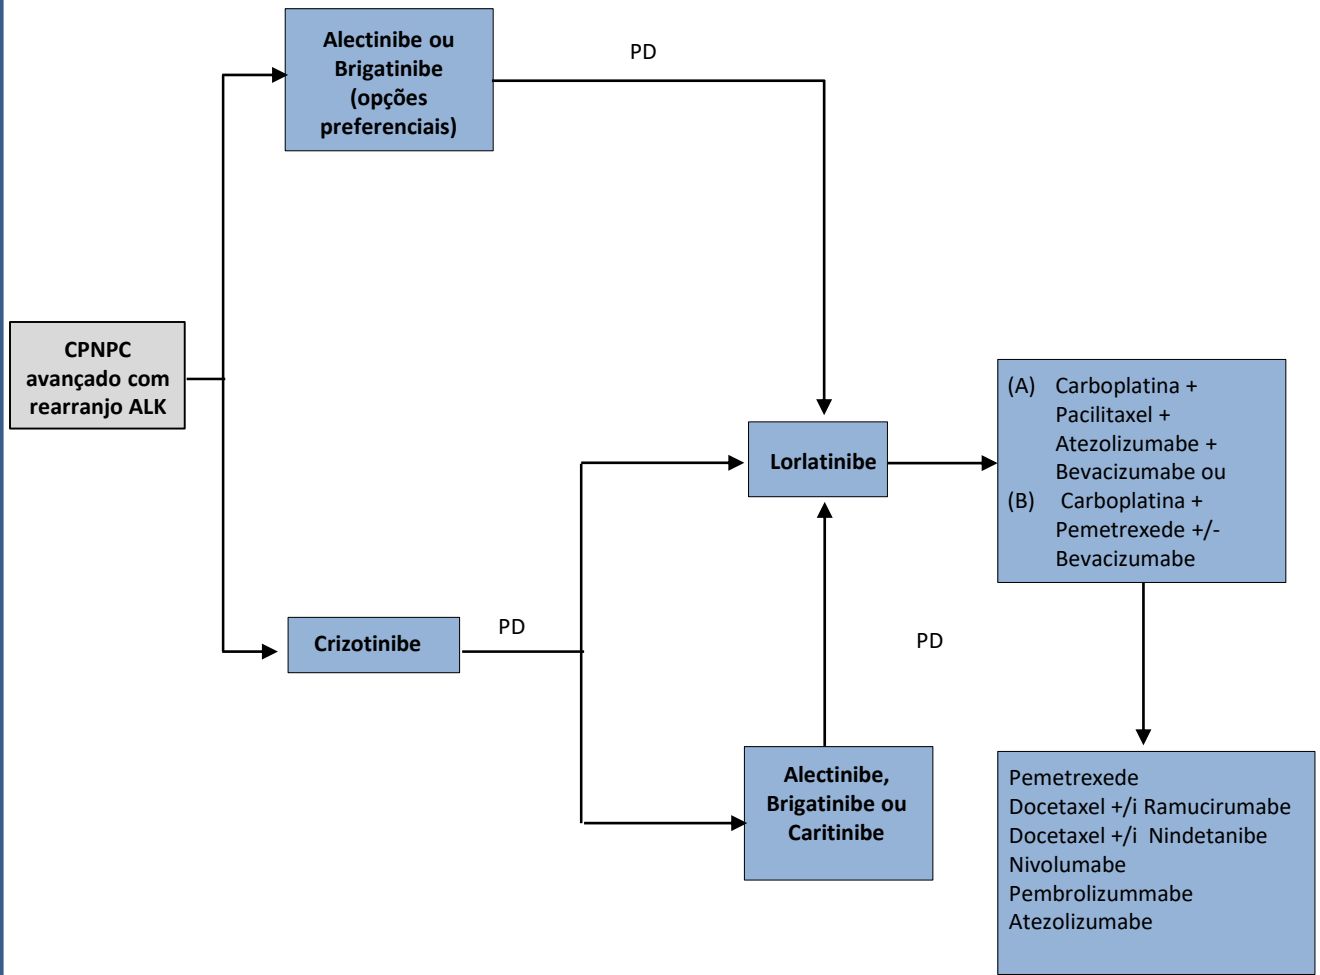 Alectinibe ou
Brigatinibe
(opções
preferenciais)
PD
CPNPC
avançado com
rearranjo ALK
Crizotinibe
PD
Lorlatinibe
Alectinibe,
Brigatinibe ou
Caritinibe
PD
(A) Carboplatina +
Pacilitaxel +
Atezolizumabe +
Bevacizumabe ou
(B) Carboplatina +
Pemetrexede +/-
Bevacizumabe
Pemetrexede
Docetaxel +/i Ramucirumabe
Docetaxel +/i Nindetanibe
Nivolumabe
Pembrolizummabe
Atezolizumabe